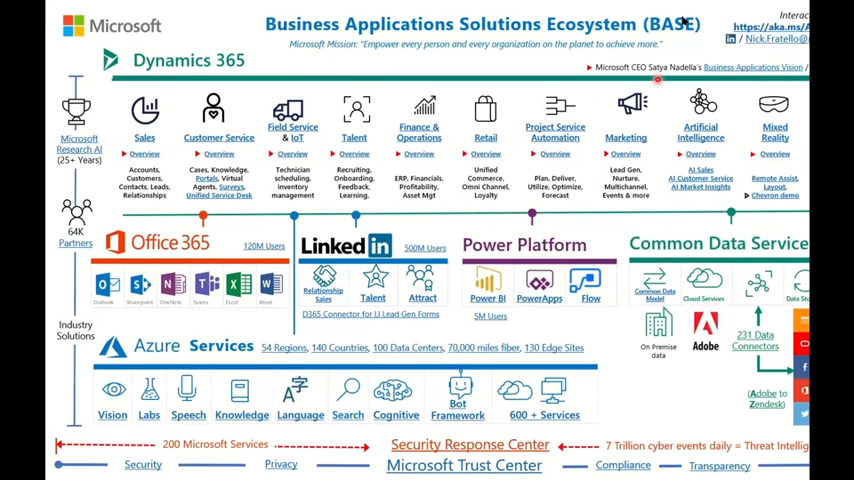 Microsoft
Business Applications Solutions Ecosystem (BASE)
Interac
https://aka.ms/A
Microsoft Mission: "Empower every person and every organization on the planet to achieve more."
in / Nick.Fratello@
Dynamics 365
Microsoft CEO Satya Nadella's Business Applications Vision /
Microsoft
Research AI
(25+ Years)
64K
Partners
Industry
Solutions
Sales
Overview
Accounts,
Customers,
Contacts, Leads,
Relationships
Customer Service
Overview
Cases, Knowledge,
Portals, Virtual
Agents, Surveys,
Unified Service Desk
Field Service
& IoT
Overview
Technician
scheduling,
inventory
management
Talent
Overview
Recruiting,
Onboarding,
Feedback,
Learning,
Finance &
Operations
Overview
ERP, Financials,
Profitability,
Asset Mgt
Retail
Overview
Unified
Commerce,
Omni Channel,
Loyalty
Project Service
Automation
Overview
Plan, Deliver,
Utilize, Optimize,
Forecast
Marketing
Overview
Lead Gen,
Nurture,
Multichannel,
Events & more
Artificial
Intelligence
Overview
AI Sales
AI Customer Service
AI Market Insights
Mixed
Reality
Overview
Remote Assist,
Layout,
Chevron demo
Office 365
120M Users
Outlook
Sharepoint
OneNote
Teams
Excel
Word
LinkedIn
500M Users
Relationship
Sales
Talent
Attract
D365 Connector for LI Lead Gen Forms
Power Platform
Power BI
PowerApps
Flow
5M Users
Common Data Service
Common Data
Model
Cloud Services
Data Sto
On Premise
data
Adobe
231 Data
Connectors
(Adobe to
Zendesk)
Azure Services
54 Regions, 140 Countries, 100 Data Centers, 70,000 miles fiber, 130 Edge Sites
Vision
Labs
Speech
Knowledge
Language
Search
Cognitive
Bot
Framework
600 + Services
200 Microsoft Services
Security Response Center
7 Trillion cyber events daily = Threat Intellig
Security
Privacy
Microsoft Trust Center
Compliance
Transparency